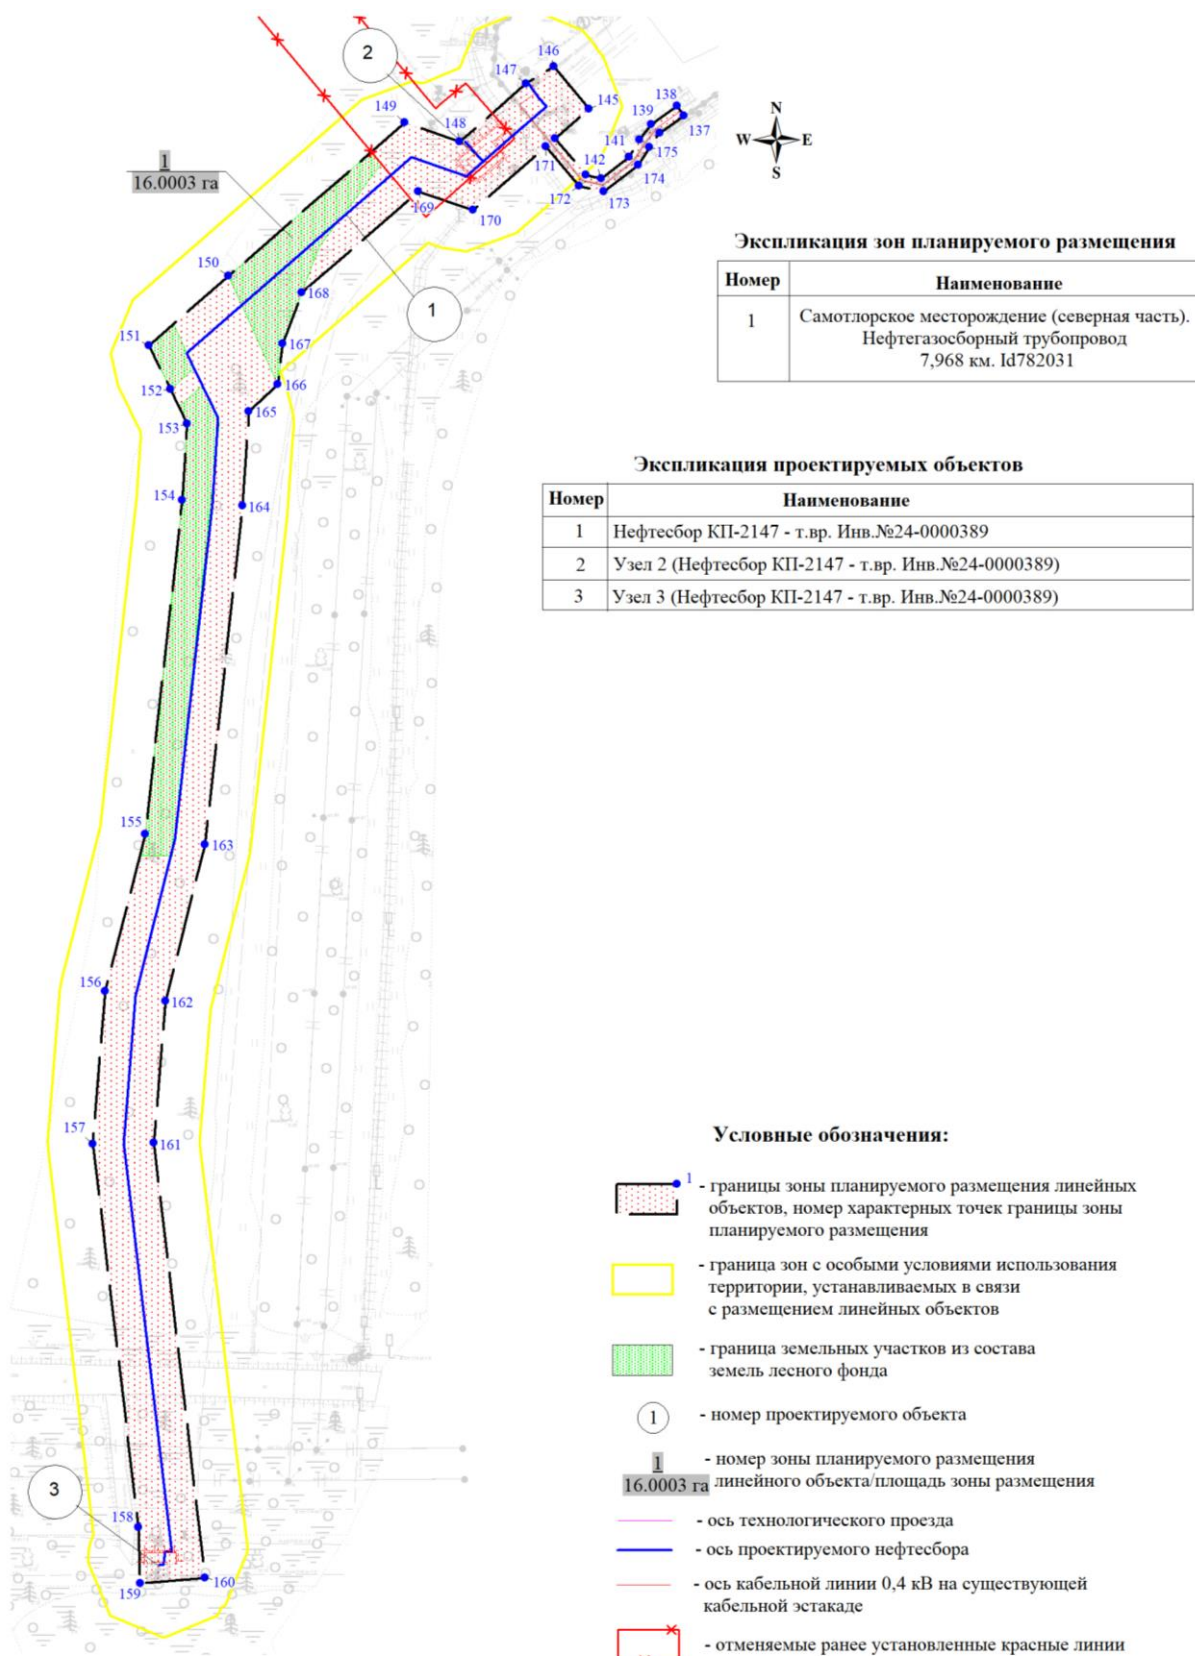 2
146
147
145
138
139
137
149
148
N
W
E
S
141
175
142
171
174
1
16.0003 га
172
173
169
170
150
168
1
151
167
166
152
165
153
154
164
155
163
156
162
157
161
3
158
159
160
Экспликация зон планируемого размещения
Номер
Наименование
1
Самотлорское месторождение (северная часть).
Нефтегазосборный трубопровод
7,968 км. Id782031
Экспликация проектируемых объектов
Номер
Наименование
1
Нефтесбор КП-2147 - т.вр. Инв.№24-0000389
2
Узел 2 (Нефтесбор КП-2147 - т.вр. Инв.№24-0000389)
3
Узел 3 (Нефтесбор КП-2147 - т.вр. Инв.№24-0000389)
Условные обозначения:
1
- границы зоны планируемого размещения линейных
объектов, номер характерных точек границы зоны
планируемого размещения
- граница зон с особыми условиями использования
территории, устанавливаемых в связи
с размещением линейных объектов
- граница земельных участков из состава
земель лесного фонда
1
- номер проектируемого объекта
1
16.0003 га
- номер зоны планируемого размещения
линейного объекта/площадь зоны размещения
- ось технологического проезда
- ось проектируемого нефтесбора
- ось кабельной линии 0,4 кВ на существующей
кабельной эстакаде
- отменяемые ранее установленные красные линии